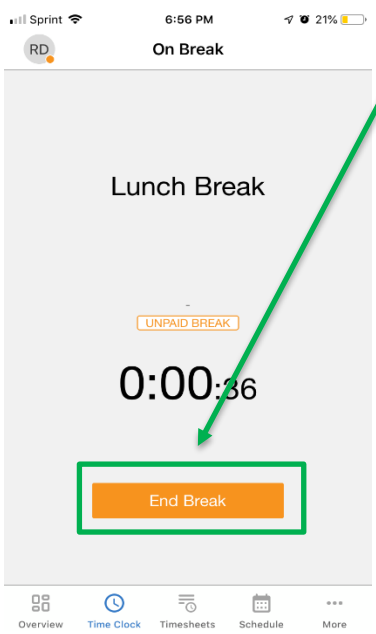 Sprint 6:56 PM 21%
RD On Break
Lunch Break
-
UNPAID BREAK
0:00:36
End Break
Overview Time Clock Timesheets Schedule More